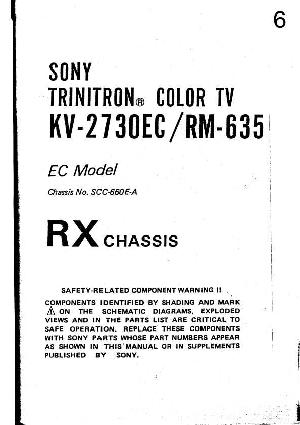 6
SONY
TRINITRON® COLOR TV
KV-2730EC/RM-635
EC Model
Chassis No. SCC-660E-A
RX CHASSIS
SAFETY-RELATED COMPONENT WARNING !!
COMPONENTS IDENTIFIED BY SHADING AND MARK
⚠ ON THE SCHEMATIC DIAGRAMS, EXPLODED
VIEWS AND IN THE PARTS LIST ARE CRITICAL TO
SAFE OPERATION. REPLACE THESE COMPONENTS
WITH SONY PARTS WHOSE PART NUMBERS APPEAR
AS SHOWN IN THIS MANUAL OR IN SUPPLEMENTS
PUBLISHED BY SONY.